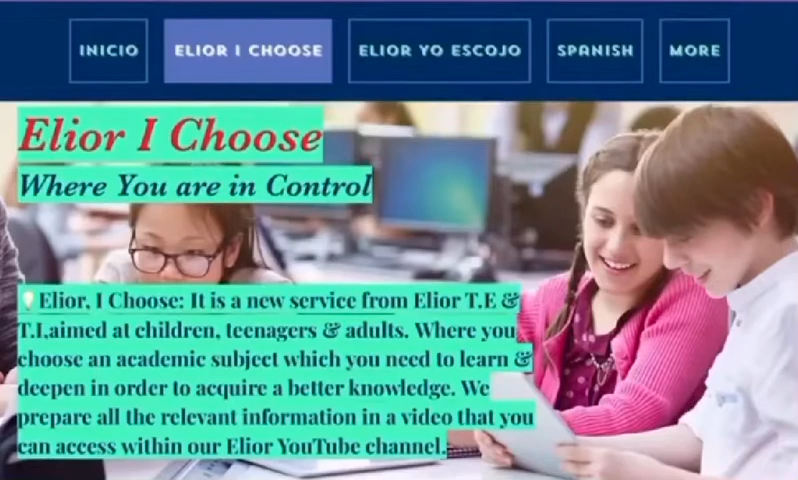 INICIO
ELIOR I CHOOSE
ELIOR YO ESCOJO
SPANISH
MORE
Elior I Choose
Where You are in Control
💡Elior, I Choose: It is a new service from Elior T.E &
T.I,aimed at children, teenagers & adults. Where you
choose an academic subject which you need to learn &
deepen in order to acquire a better knowledge. We
prepare all the relevant information in a video that you
can access within our Elior YouTube channel.